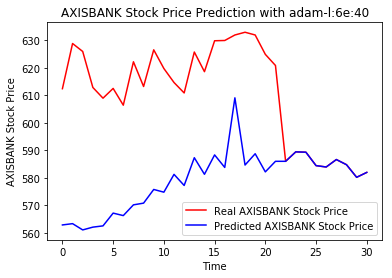 AXISBANK Stock Price Prediction with adam-l:6e:40
AXISBANK Stock Price
630
620
610
600
590
580
570
560
Real AXISBANK Stock Price
Predicted AXISBANK Stock Price
0 5 10 15 20 25 30
Time